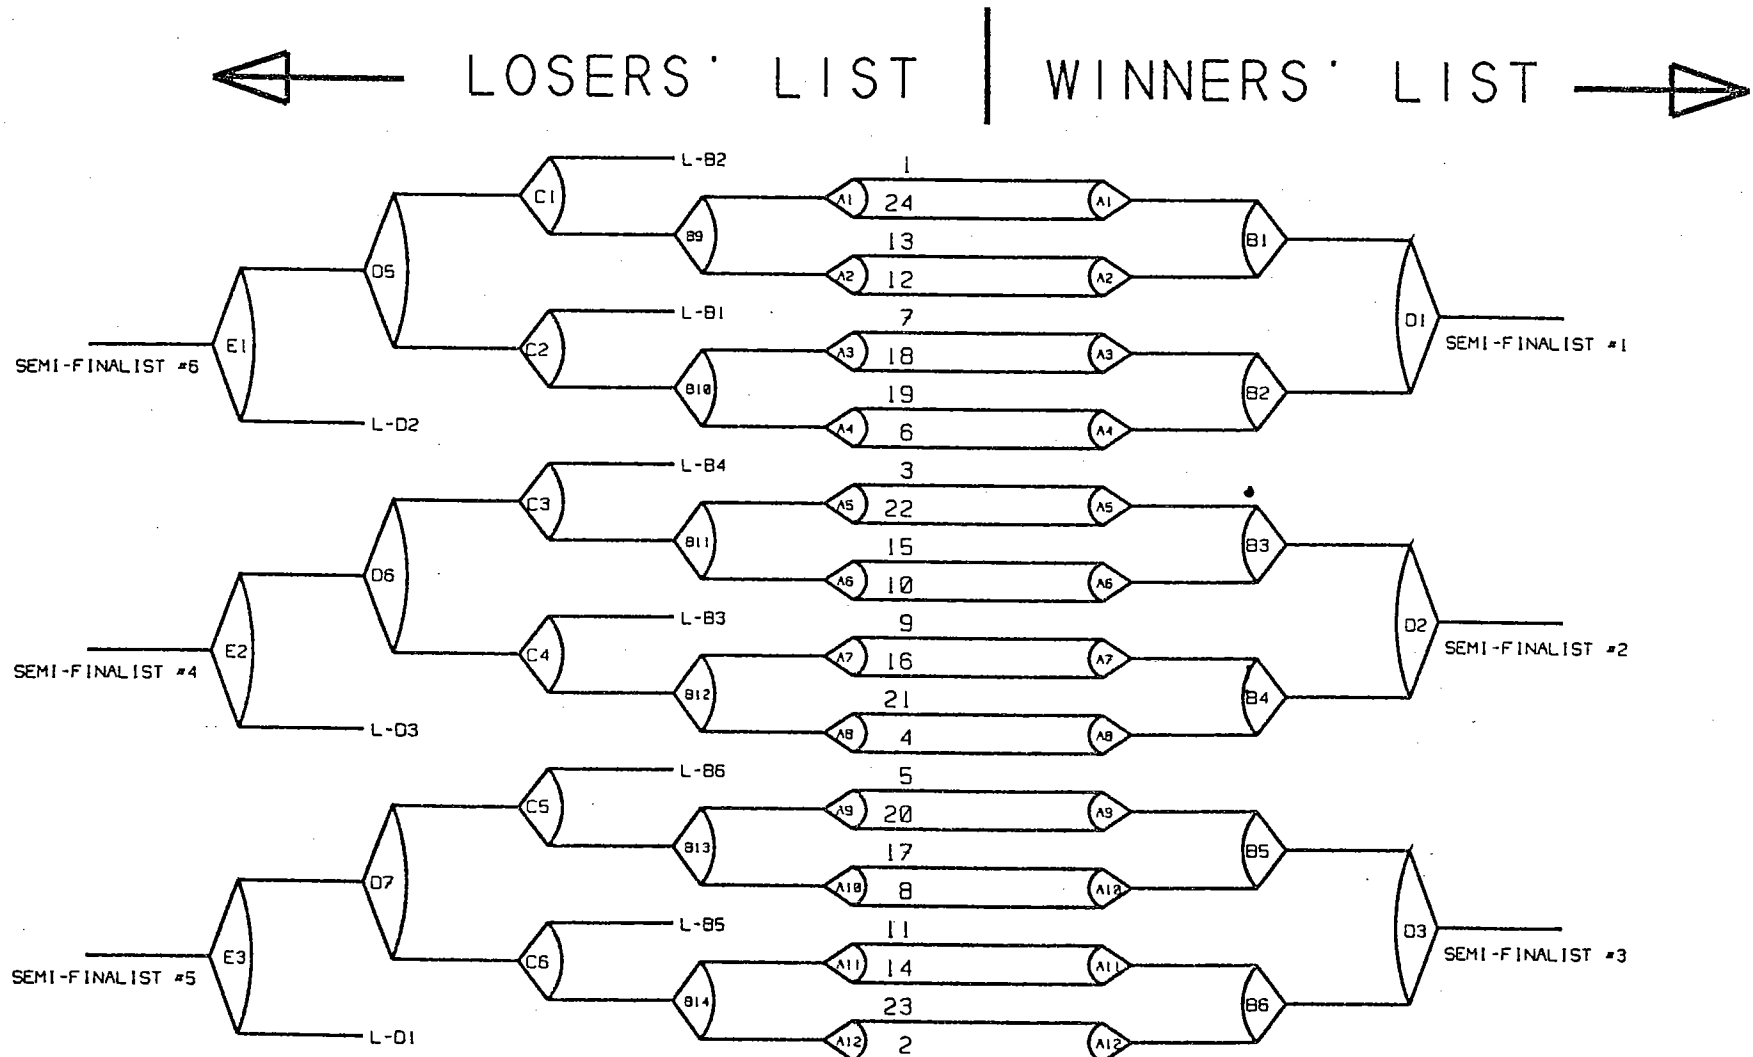 LOSERS' LIST WINNERS' LIST
L-B2 1
C1 A1 24 A1
B9 13 B1
D5 A2 12 A2
L-B1 7 D1
E1 C2 A3 18 A3 SEMI-FINALIST #1
SEMI-FINALIST #6 B10 19 B2
L-D2 A4 6 A4
L-B4 3
C3 A5 22 A5
B11 15 B3
D6 A6 10 A6
L-B3 9 D2
E2 C4 A7 16 A7 SEMI-FINALIST #2
SEMI-FINALIST #4 B12 21 B4
L-D3 A8 4 A8
L-B6 5
C5 A9 20 A9
B13 17 B5
D7 A10 8 A10
L-B5 11 D3
E3 C6 A11 14 A11 SEMI-FINALIST #3
SEMI-FINALIST #5 B14 23 B6
L-D1 A12 2 A12